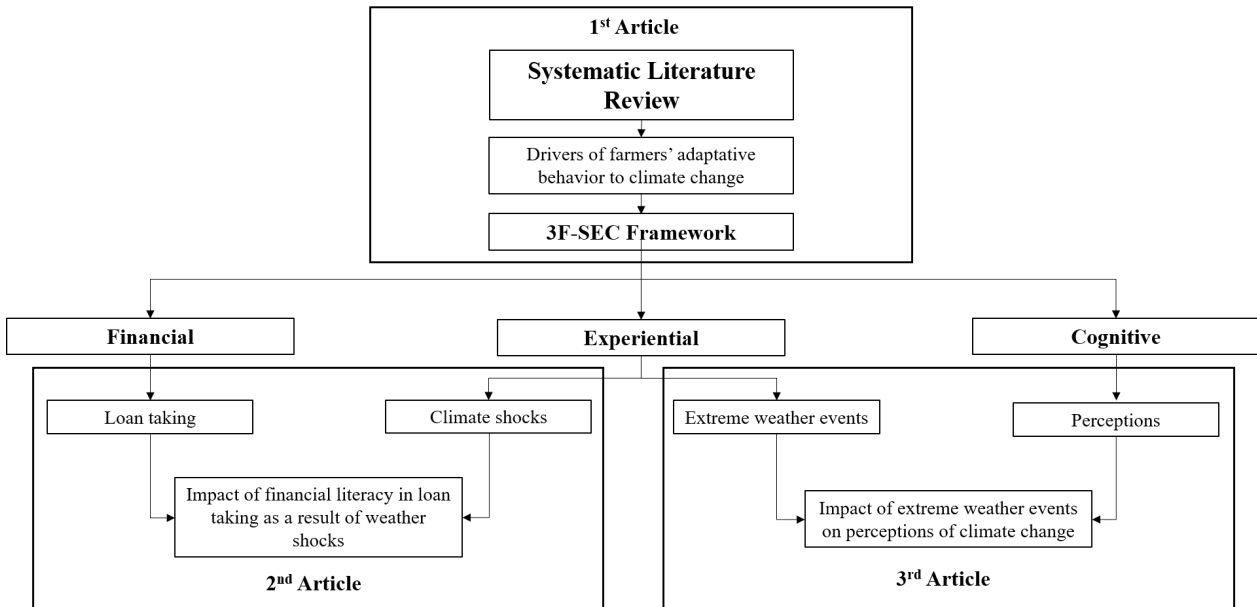 1st Article
Systematic Literature
Review
Drivers of farmers’ adaptative
behavior to climate change
3F-SEC Framework
Financial
Experiential
Cognitive
Loan taking
Climate shocks
Extreme weather events
Perceptions
Impact of financial literacy in loan
taking as a result of weather
shocks
Impact of extreme weather events
on perceptions of climate change
2nd Article
3rd Article